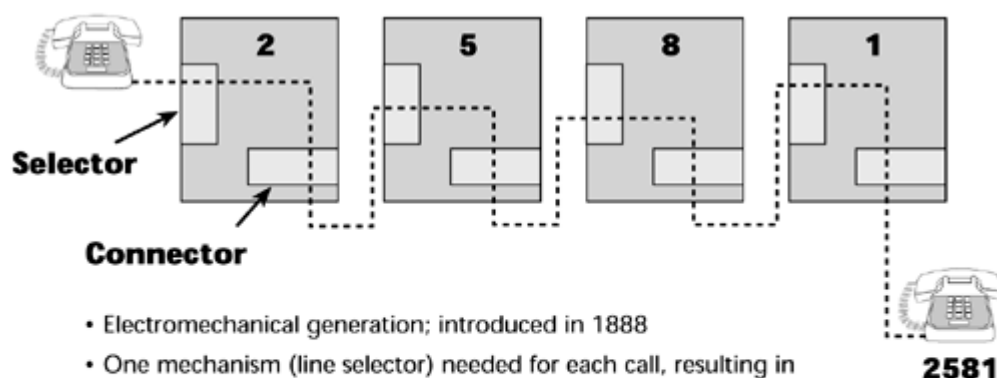 2 5 8 1
Selector
Connector
• Electromechanical generation; introduced in 1888
• One mechanism (line selector) needed for each call, resulting in
2581